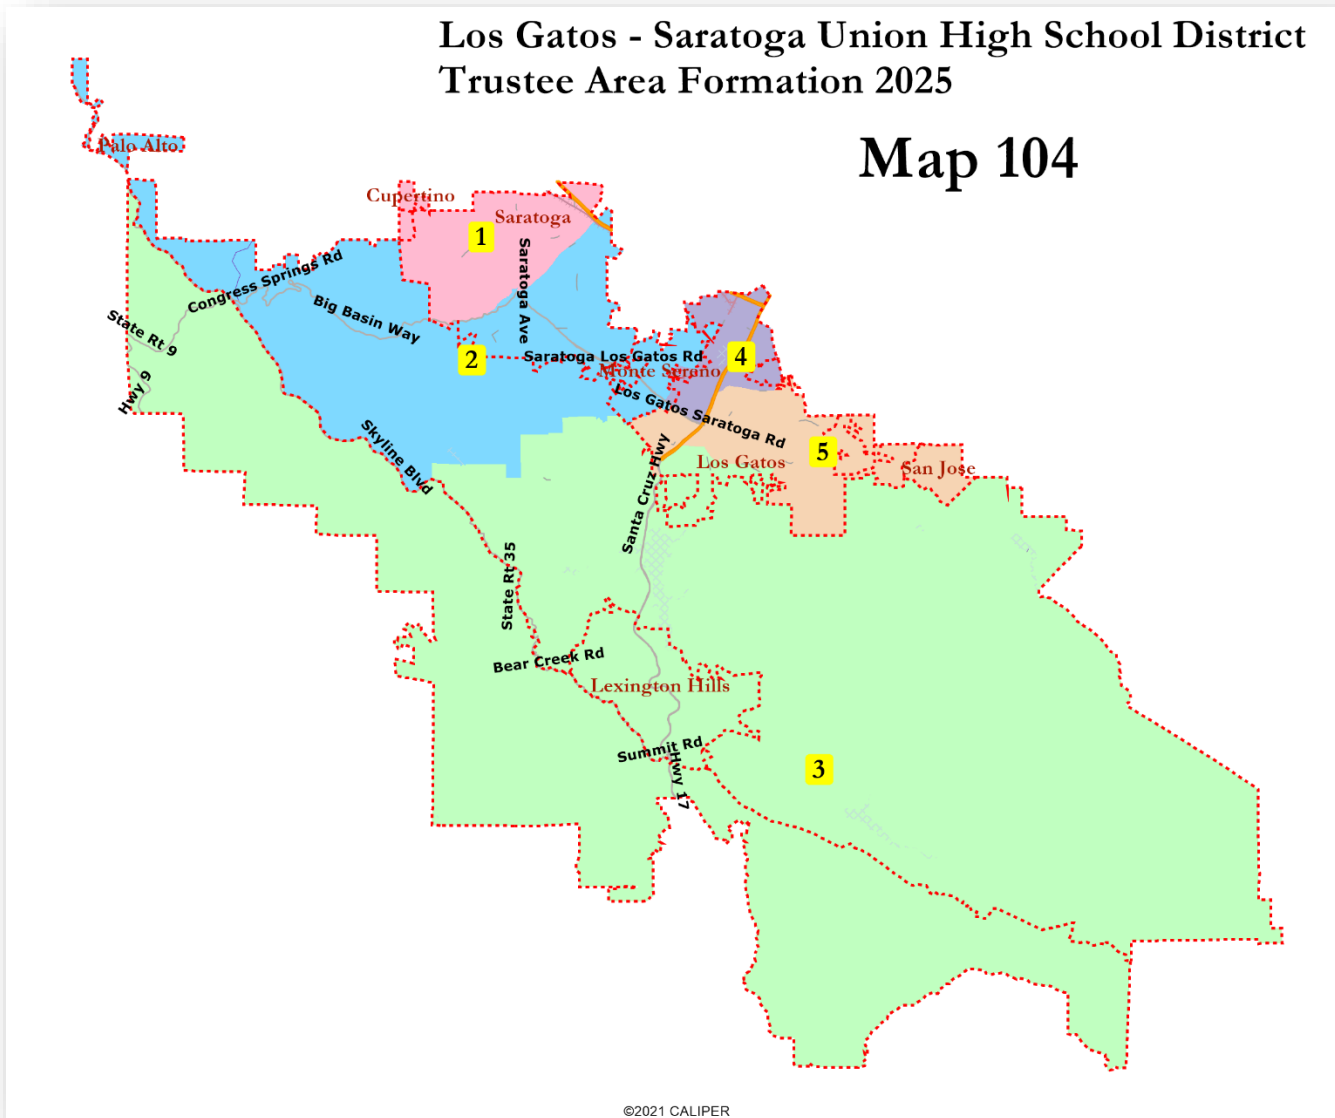 Los Gatos - Saratoga Union High School District
Trustee Area Formation 2025
Map 104
Palo Alto
Cupertino
Saratoga
1
Saratoga Ave
Congress Springs Rd
Big Basin Way
State Rt 9
Hwy 9
2
Saratoga Los Gatos Rd
4
Monte Sereno
Los Gatos Saratoga Rd
Skyline Blvd
Santa Cruz Hwy
Los Gatos
5
San Jose
State Rt 35
Bear Creek Rd
Lexington Hills
Summit Rd
Hwy 17
3
©2021 CALIPER